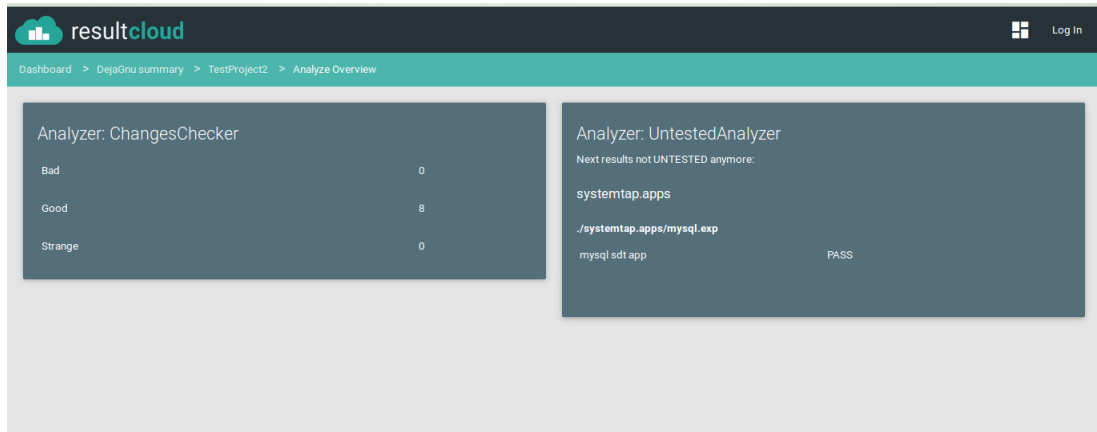 resultcloud
Log In
Dashboard > DejaGnu summary > TestProject2 > Analyze Overview
Analyzer: ChangesChecker
Bad 0
Good 8
Strange 0
Analyzer: UntestedAnalyzer
Next results not UNTESTED anymore:
systemtap.apps
./systemtap.apps/mysql.exp
mysql sdt app PASS